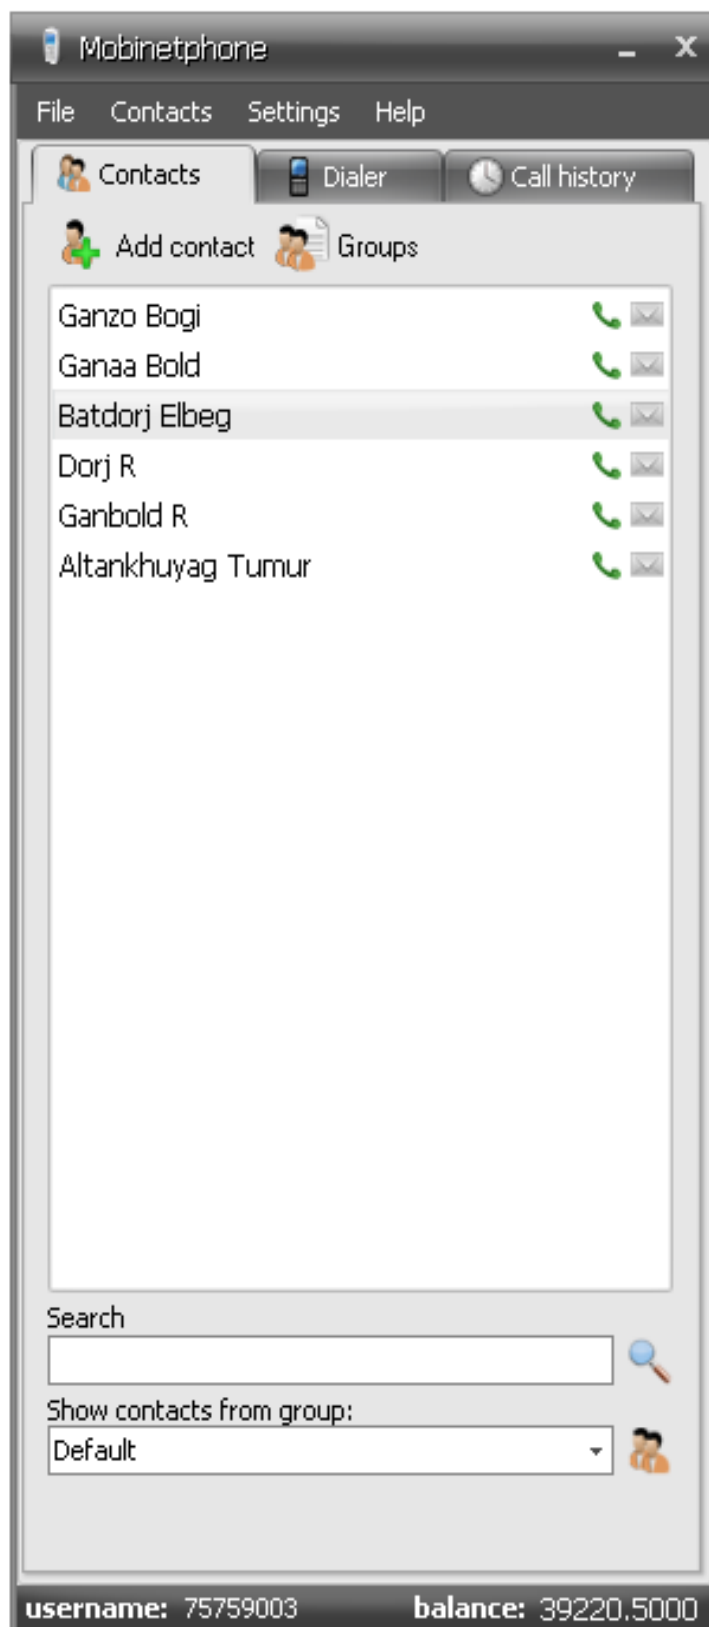 Mobinetphone
File Contacts Settings Help
Contacts Dialer Call history
Add contact Groups
Ganzo Bogi
Ganaa Bold
Batdorj Elbeg
Dorj R
Ganbold R
Altankhuyag Tumur
Search
Show contacts from group:
Default
username: 75759003 balance: 39220.5000